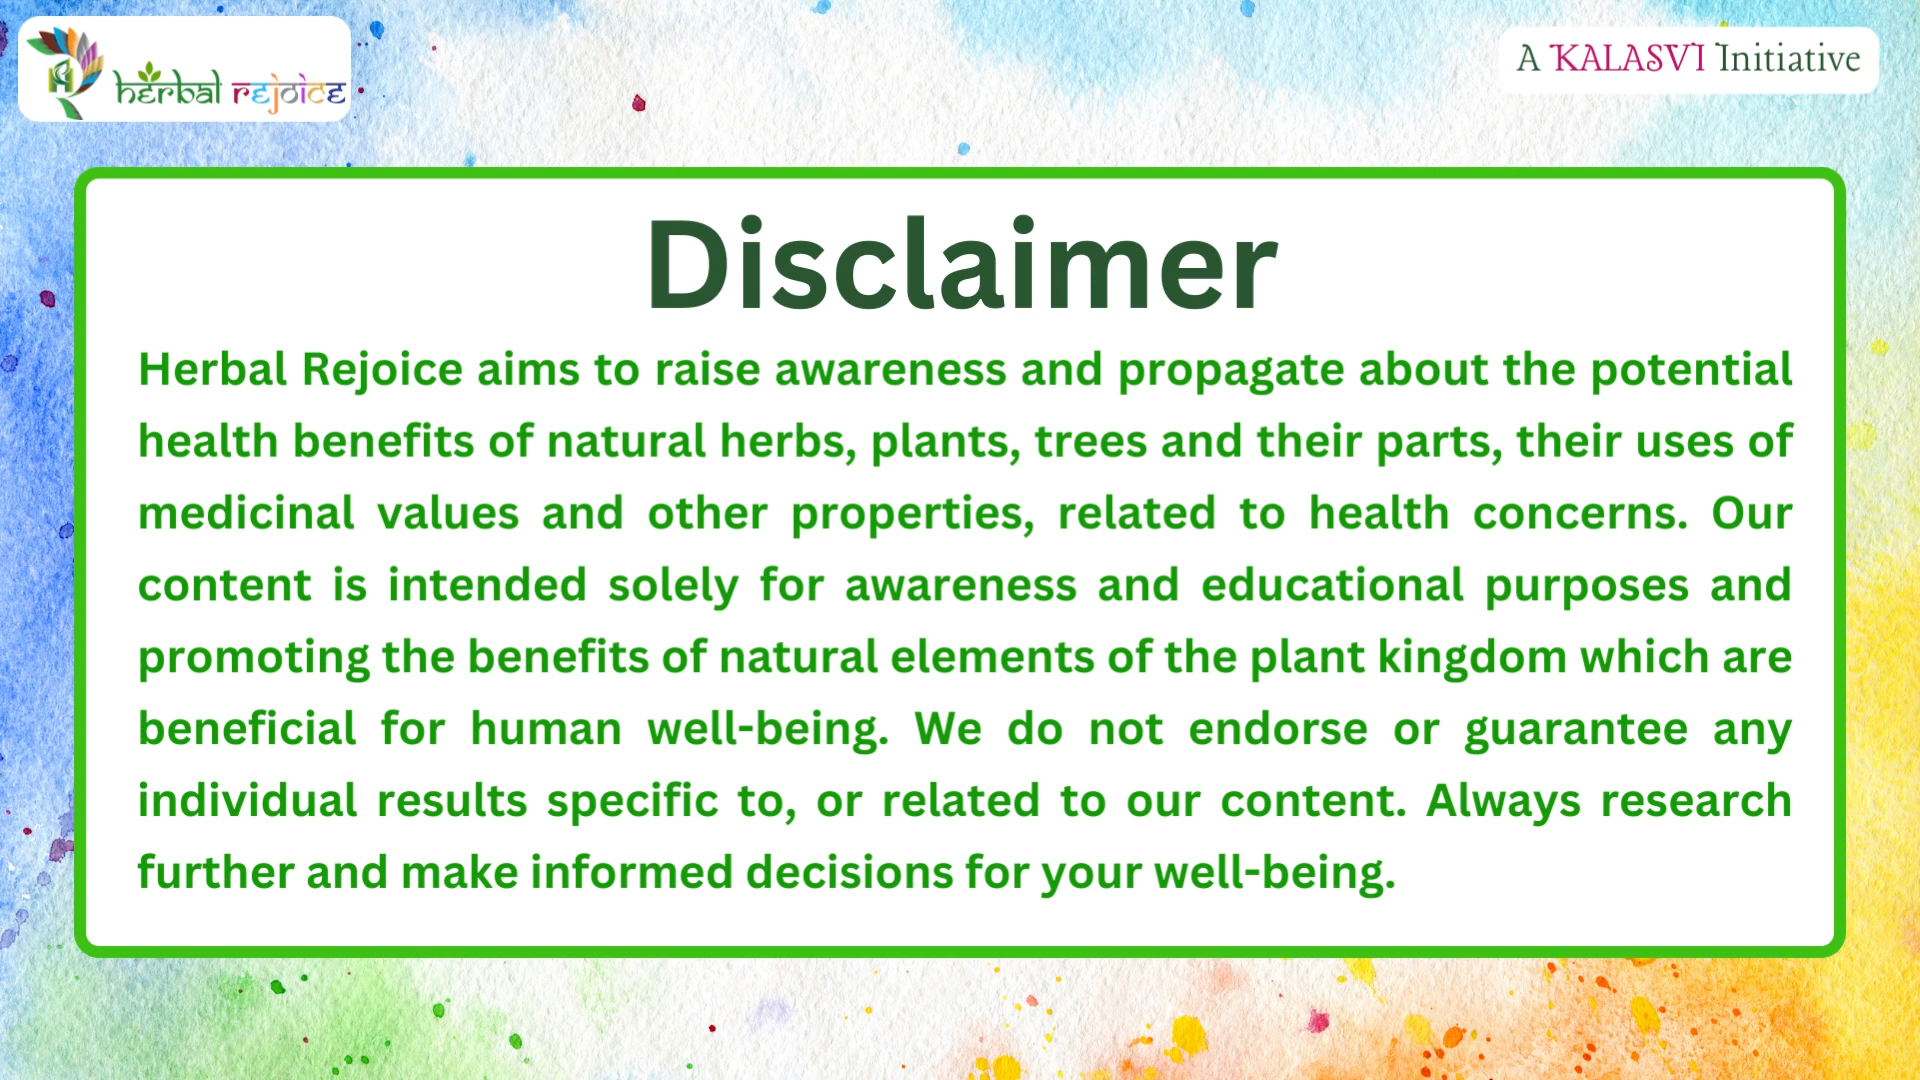 herbal rejoice
A KALASVI Initiative
Disclaimer
Herbal Rejoice aims to raise awareness and propagate about the potential
health benefits of natural herbs, plants, trees and their parts, their uses of
medicinal values and other properties, related to health concerns. Our
content is intended solely for awareness and educational purposes and
promoting the benefits of natural elements of the plant kingdom which are
beneficial for human well-being. We do not endorse or guarantee any
individual results specific to, or related to our content. Always research
further and make informed decisions for your well-being.